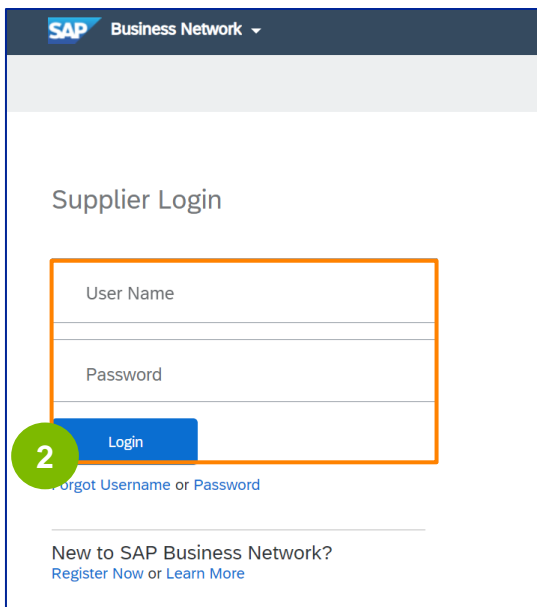 SAP Business Network
Supplier Login
User Name
Password
Login
2
Forgot Username or Password
New to SAP Business Network?
Register Now or Learn More